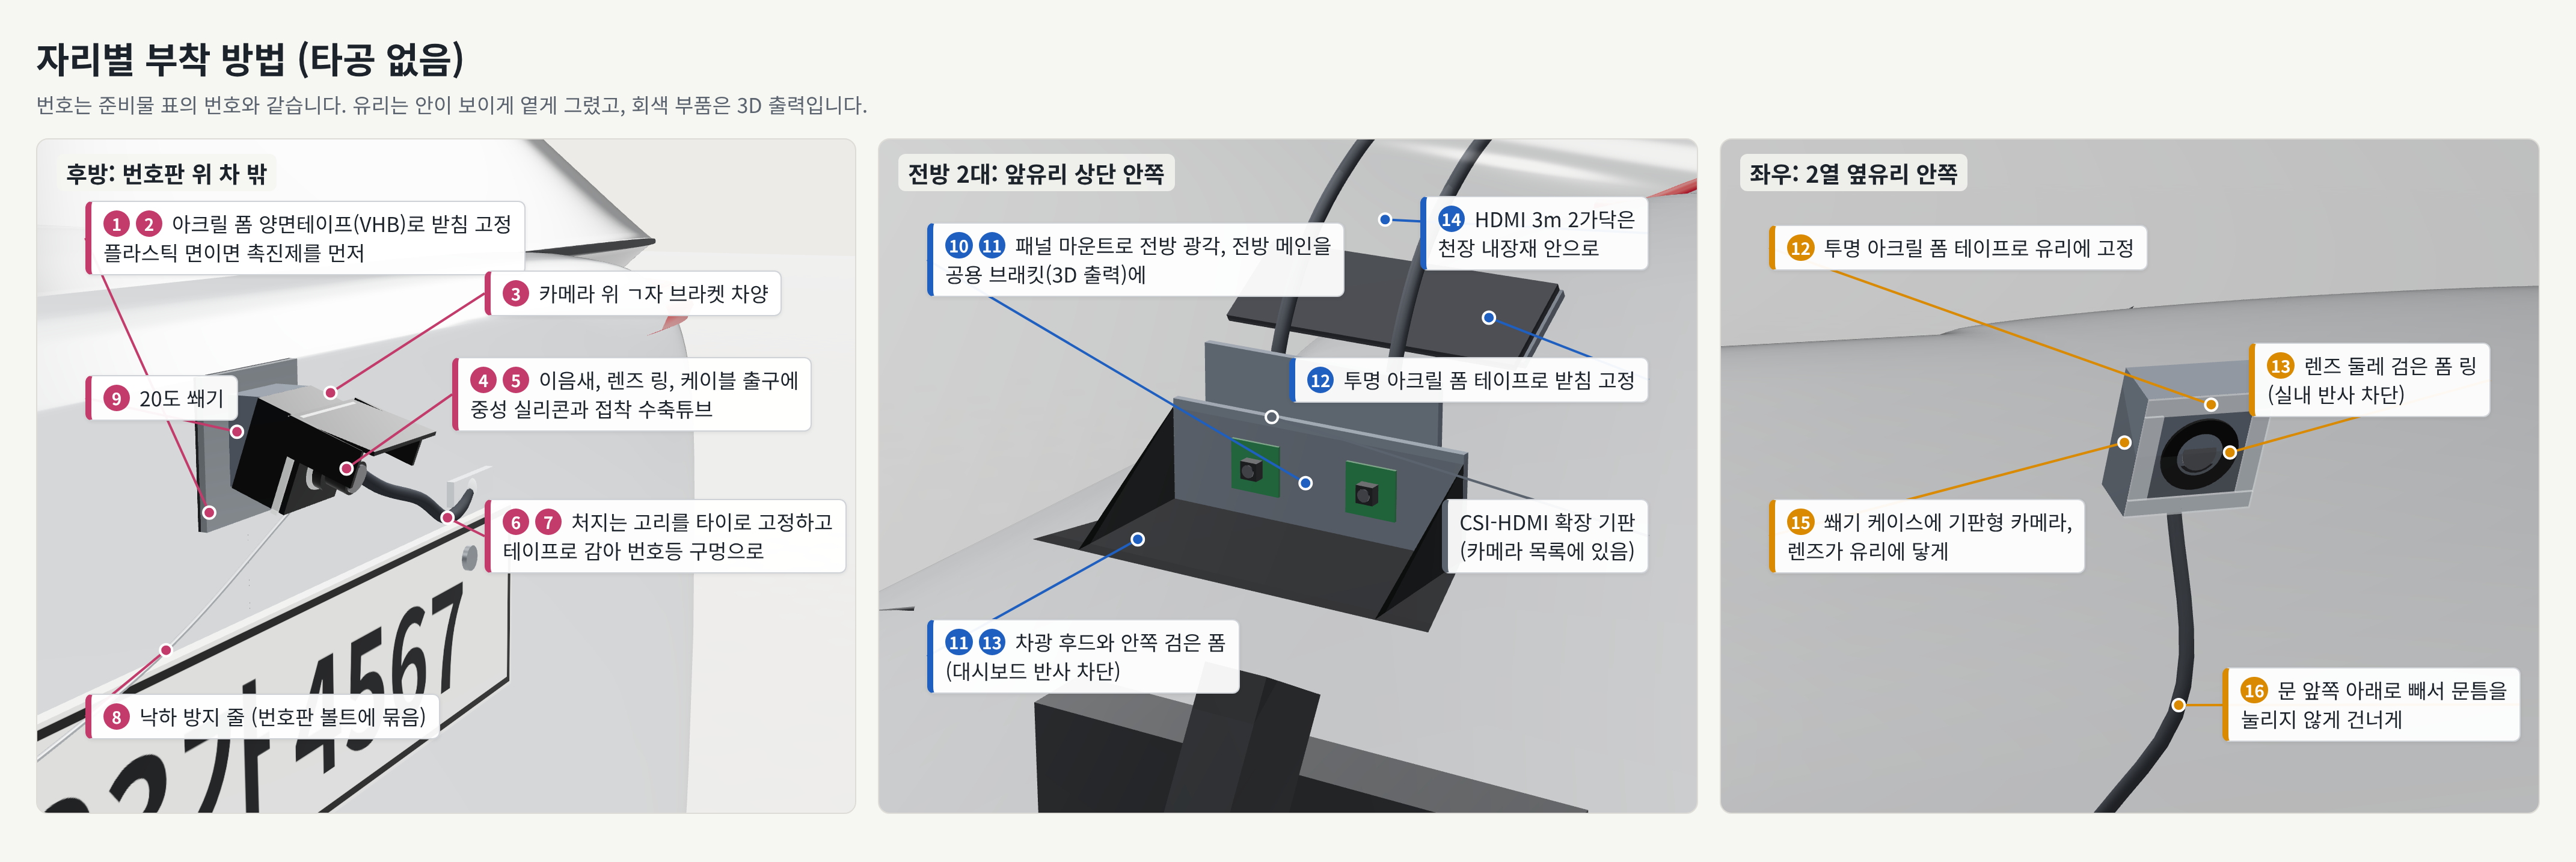 자리별 부착 방법 (타공 없음)
번호는 준비물 표의 번호와 같습니다. 유리는 안이 보이게 옅게 그렸고, 회색 부품은 3D 출력입니다.
후방: 번호판 위 차 밖
1 2 아크릴 폼 양면테이프(VHB)로 받침 고정
플라스틱 면이면 촉진제를 먼저
3 카메라 위 ㄱ자 브라켓 차양
9 20도 쐐기
4 5 이음새, 렌즈 링, 케이블 출구에
중성 실리콘과 접착 수축튜브
6 7 처지는 고리를 타이로 고정하고
테이프로 감아 번호등 구멍으로
8 낙하 방지 줄 (번호판 볼트에 묶음)
4567
전방 2대: 앞유리 상단 안쪽
10 11 패널 마운트로 전방 광각, 전방 메인을
공용 브래킷(3D 출력)에
14 HDMI 3m 2가닥은
천장 내장재 안으로
12 투명 아크릴 폼 테이프로 받침 고정
CSI-HDMI 확장 기판
(카메라 목록에 있음)
11 13 차광 후드와 안쪽 검은 폼
(대시보드 반사 차단)
좌우: 2열 옆유리 안쪽
12 투명 아크릴 폼 테이프로 유리에 고정
13 렌즈 둘레 검은 폼 링
(실내 반사 차단)
15 쐐기 케이스에 기판형 카메라,
렌즈가 유리에 닿게
16 문 앞쪽 아래로 빼서 문틈을
눌리지 않게 건너게